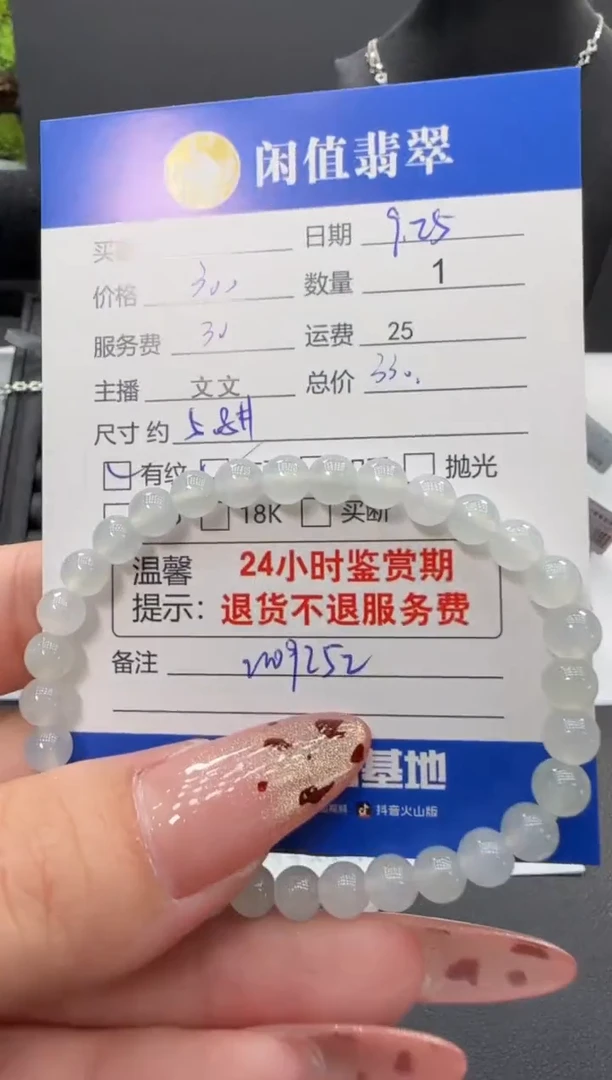 闲值翡翠
买 日期 9.25
价格 300 数量 1
服务费 30 运费 25
主播 文文 总价 330.
尺寸 约 5.8
有纹 抛光
18K 买断
温馨 24小时鉴赏期
提示: 退货不退服务费
备注
基地
抖音火山版